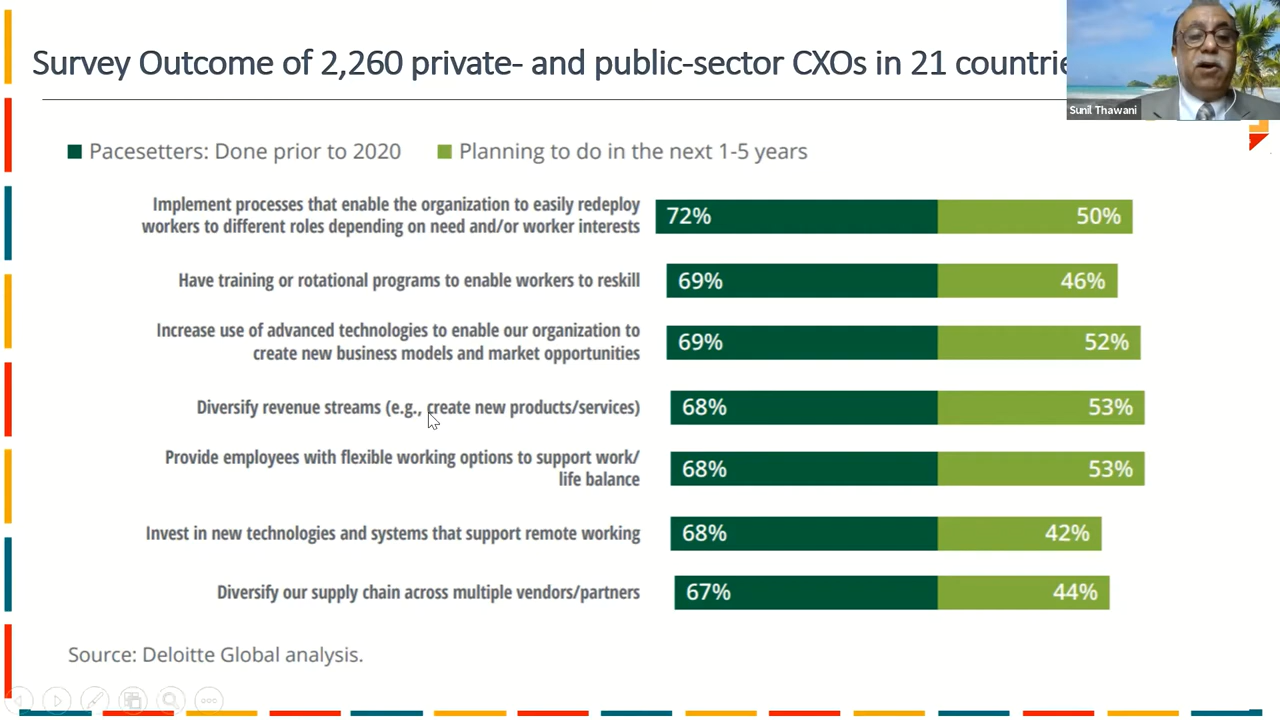 Survey Outcome of 2,260 private- and public-sector CXOs in 21 countrie
Sunil Thawani
Pacesetters: Done prior to 2020 Planning to do in the next 1-5 years
Implement processes that enable the organization to easily redeploy
workers to different roles depending on need and/or worker interests
72% 50%
Have training or rotational programs to enable workers to reskill
69% 46%
Increase use of advanced technologies to enable our organization to
create new business models and market opportunities
69% 52%
Diversify revenue streams (e.g., create new products/services)
68% 53%
Provide employees with flexible working options to support work/
life balance
68% 53%
Invest in new technologies and systems that support remote working
68% 42%
Diversify our supply chain across multiple vendors/partners
67% 44%
Source: Deloitte Global analysis.